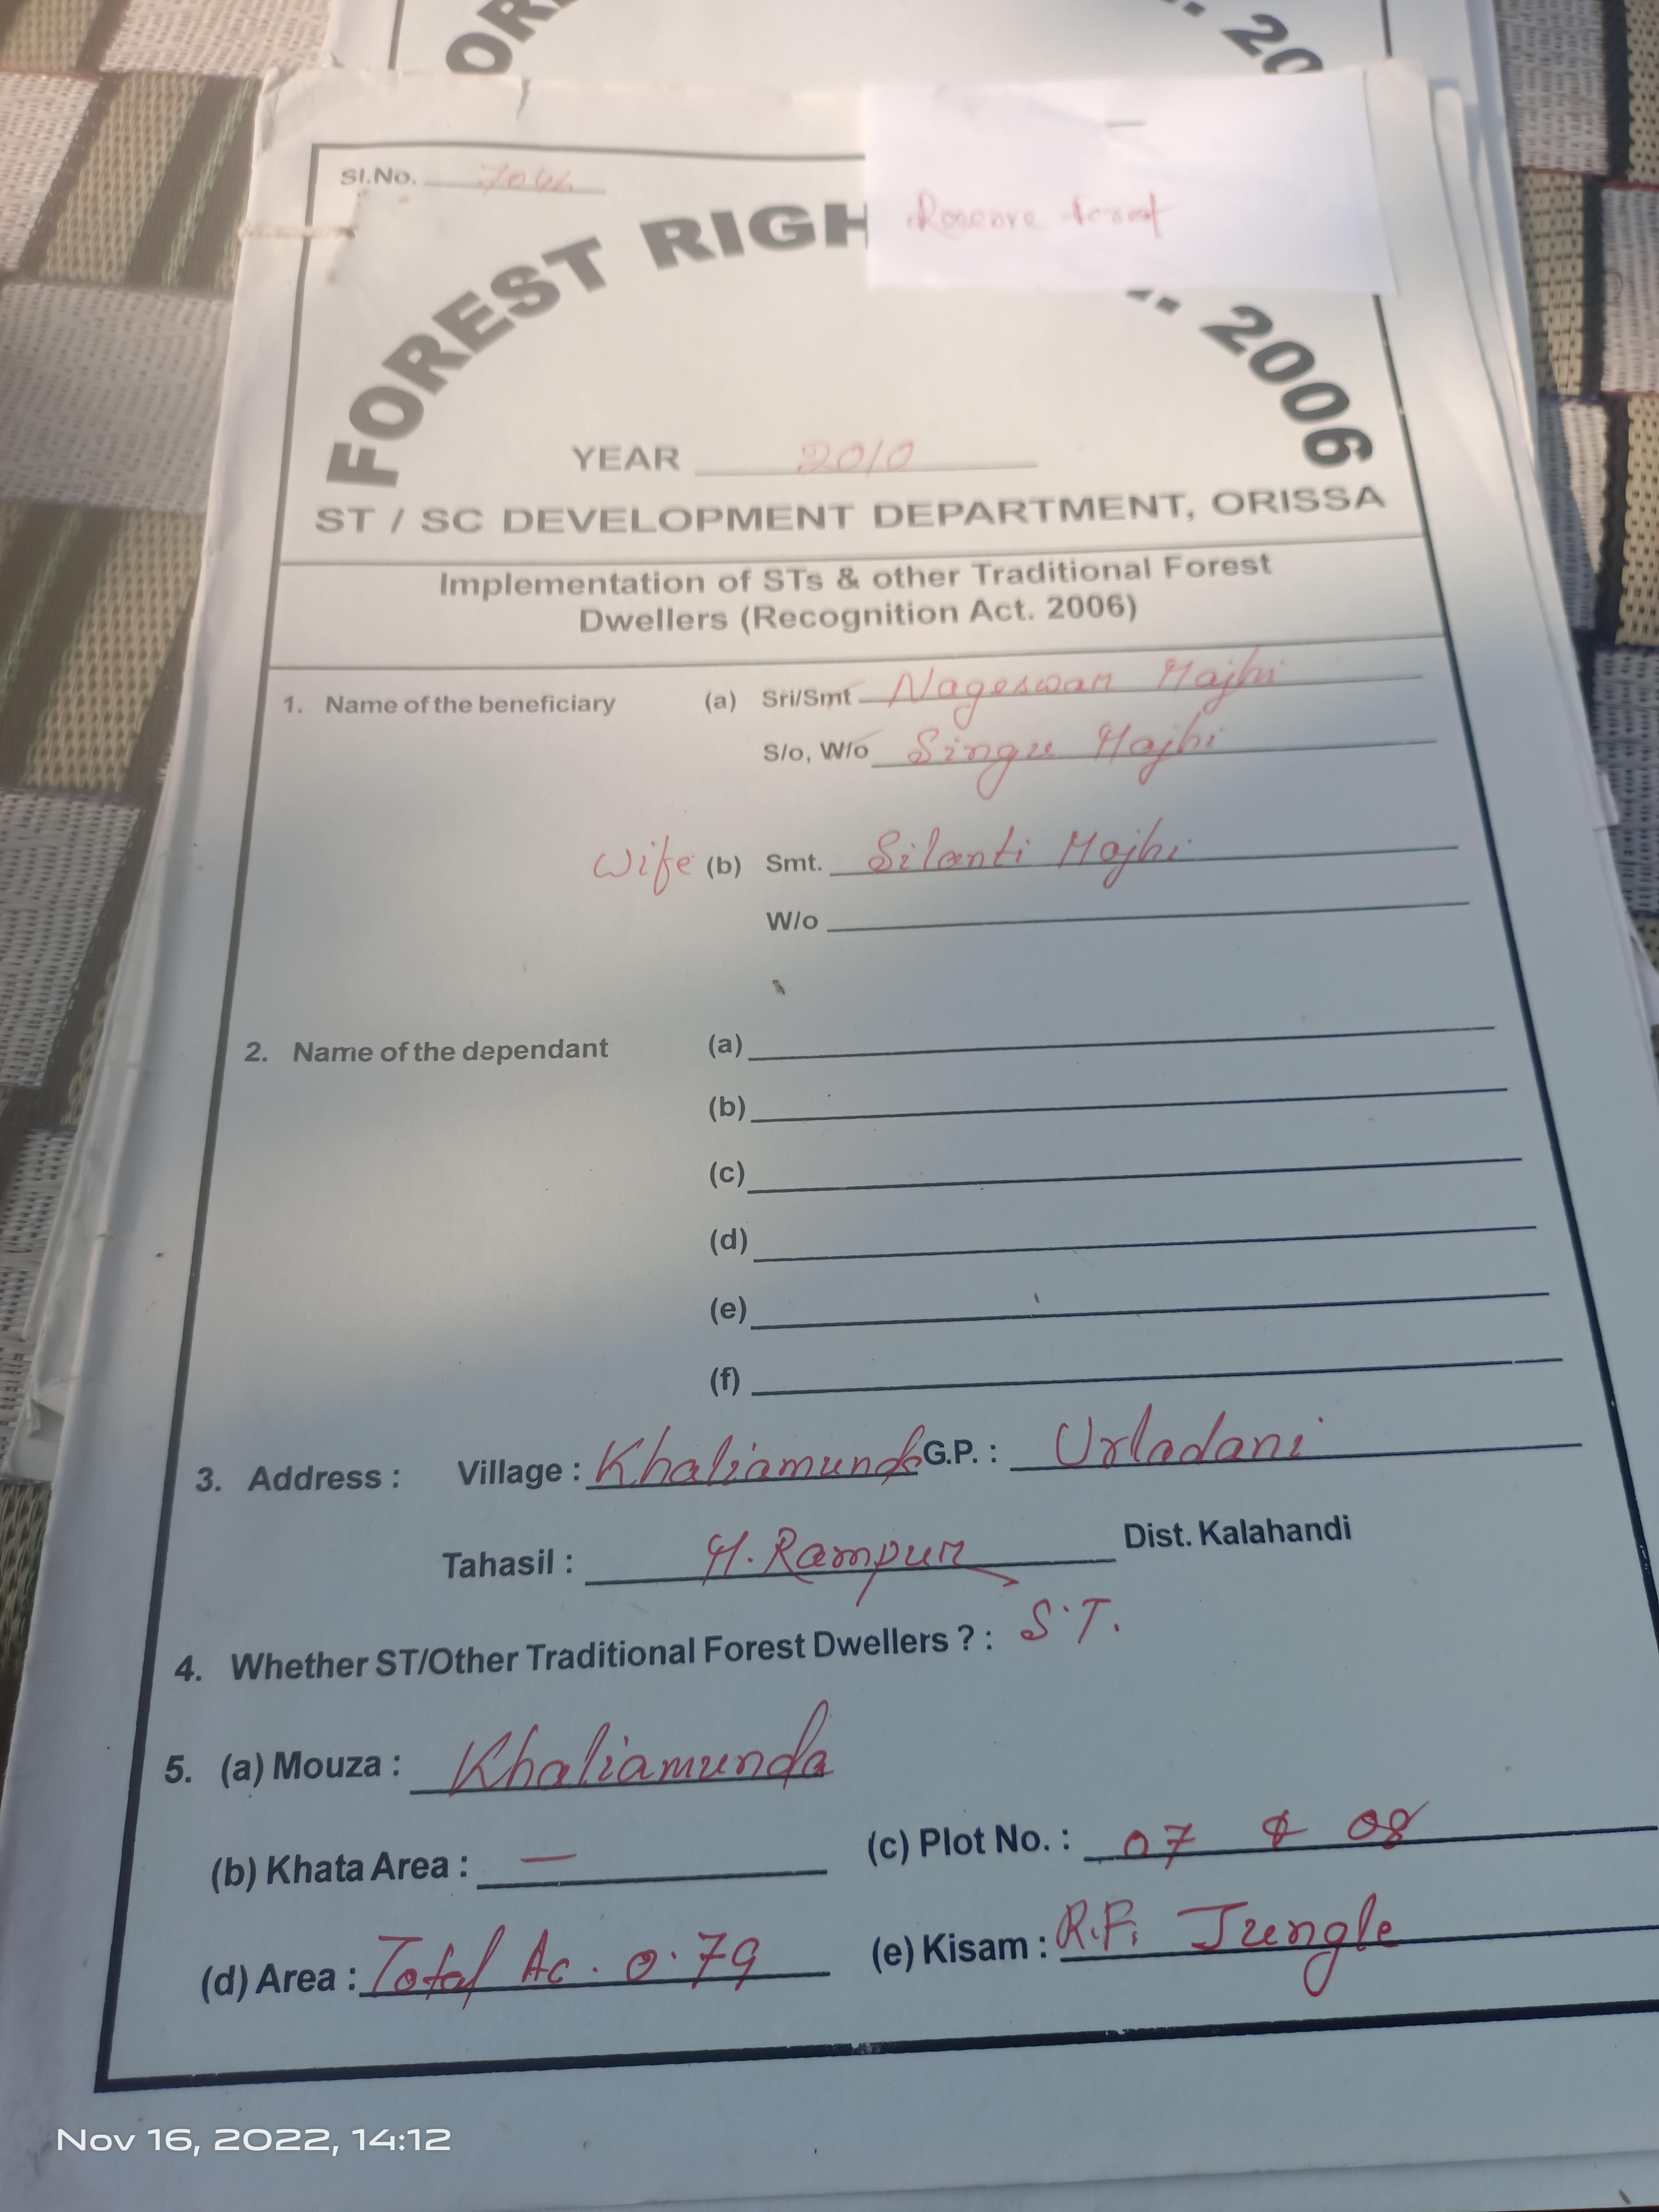 ORE 20
Sl.No. 7046
FOREST RIGH .. 2006
Reserve forest
YEAR 2010
ST / SC DEVELOPMENT DEPARTMENT, ORISSA
Implementation of STs & other Traditional Forest
Dwellers (Recognition Act. 2006)
1. Name of the beneficiary (a) Sri/Smt Nageswar Majhi
S/o, W/o Singu Majhi
Wife (b) Smt. Silanti Majhi
W/o
2. Name of the dependant (a)
(b)
(c)
(d)
(e)
(f)
3. Address : Village : Khaliamunda G.P. : Urladani
Tahasil : M. Rampur Dist. Kalahandi
4. Whether ST/Other Traditional Forest Dwellers ? : S.T.
5. (a) Mouza : Khaliamunda
(b) Khata Area : — (c) Plot No. : 07 & 08
(d) Area : Total Ac. 0.79 (e) Kisam : R.F. Jungle
Nov 16, 2022, 14:12